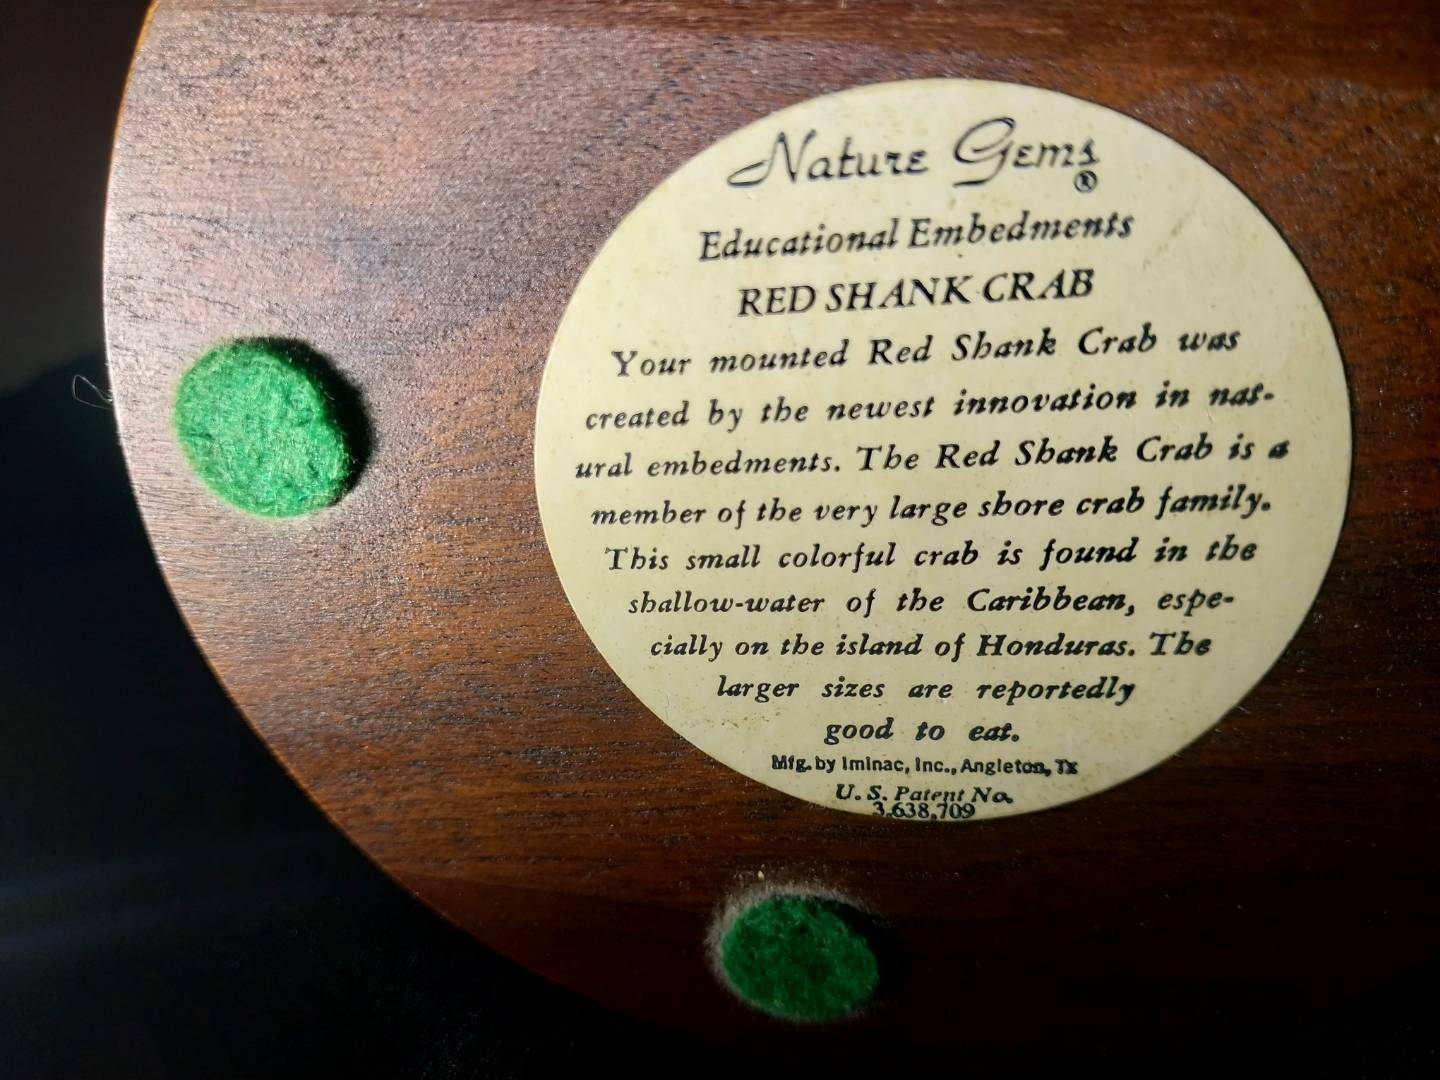 Nature Gems
®
Educational Embedments
RED SHANK CRAB
Your mounted Red Shank Crab was
created by the newest innovation in nat-
ural embedments. The Red Shank Crab is a
member of the very large shore crab family.
This small colorful crab is found in the
shallow-water of the Caribbean, espe-
cially on the island of Honduras. The
larger sizes are reportedly
good to eat.
Mfg. by Iminac, Inc., Angleton, Tx
U. S. Patent No.
3,638,709